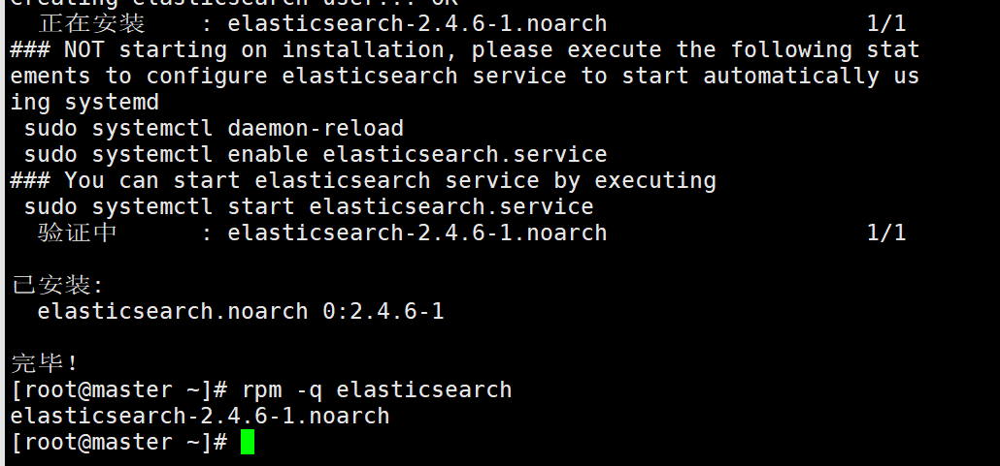 Creating elasticsearch user... OK
正在安装    : elasticsearch-2.4.6-1.noarch                   1/1
### NOT starting on installation, please execute the following stat
ements to configure elasticsearch service to start automatically us
ing systemd
 sudo systemctl daemon-reload
 sudo systemctl enable elasticsearch.service
### You can start elasticsearch service by executing
 sudo systemctl start elasticsearch.service
  验证中      : elasticsearch-2.4.6-1.noarch                   1/1
已安装:
  elasticsearch.noarch 0:2.4.6-1
完毕!
[root@master ~]# rpm -q elasticsearch
elasticsearch-2.4.6-1.noarch
[root@master ~]#